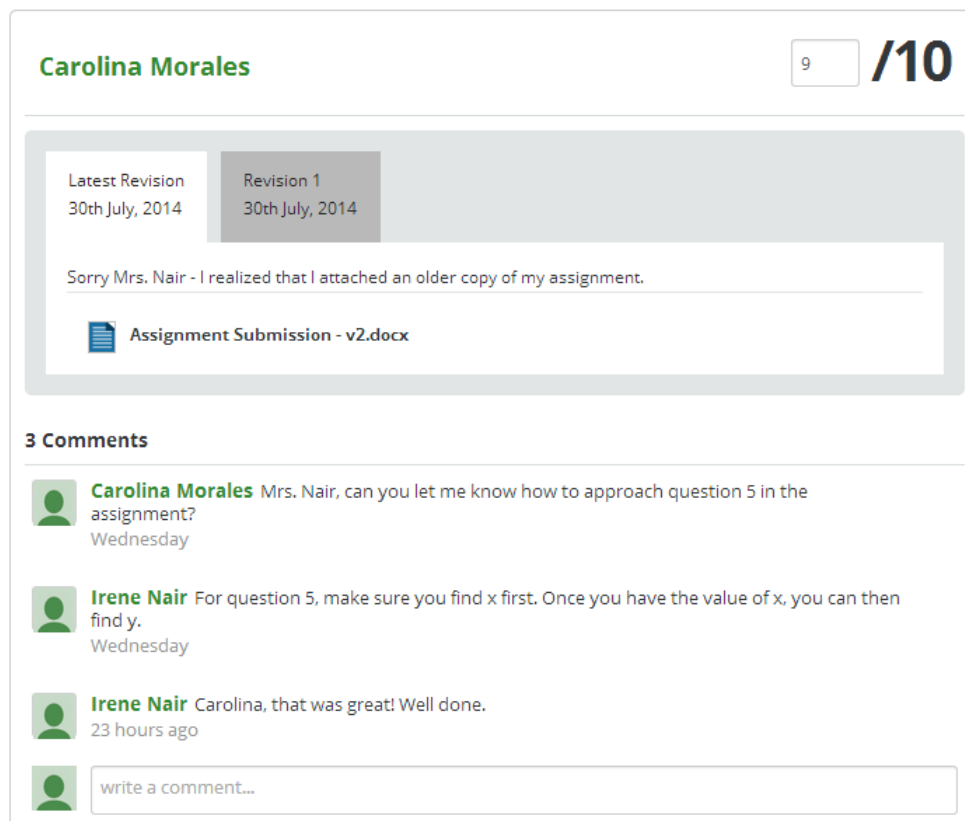 Carolina Morales
9 /10
Latest Revision
30th July, 2014
Revision 1
30th July, 2014
Sorry Mrs. Nair - I realized that I attached an older copy of my assignment.
Assignment Submission - v2.docx
3 Comments
Carolina Morales Mrs. Nair, can you let me know how to approach question 5 in the
assignment?
Wednesday
Irene Nair For question 5, make sure you find x first. Once you have the value of x, you can then
find y.
Wednesday
Irene Nair Carolina, that was great! Well done.
23 hours ago
write a comment...